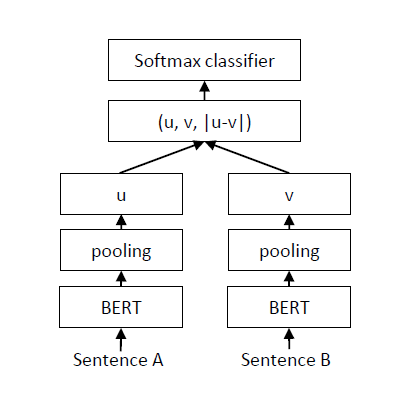 Softmax classifier
(u, v, |u-v|)
u
v
pooling
pooling
BERT
BERT
Sentence A
Sentence B